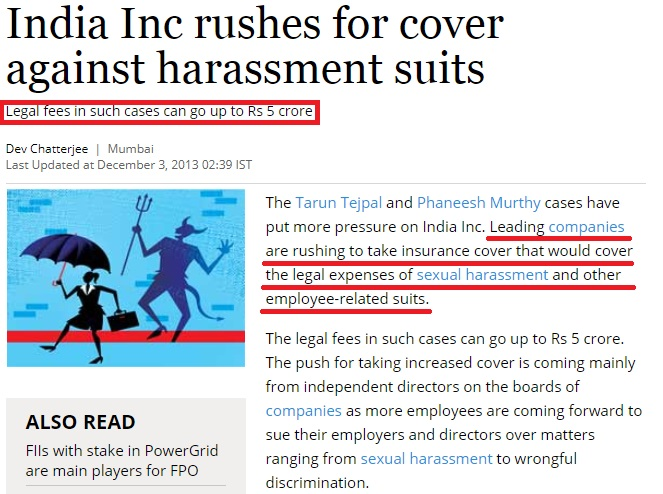 India Inc rushes for cover
against harassment suits
Legal fees in such cases can go up to Rs 5 crore
Dev Chatterjee | Mumbai
Last Updated at December 3, 2013 02:39 IST
The Tarun Tejpal and Phaneesh Murthy cases have
put more pressure on India Inc. Leading companies
are rushing to take insurance cover that would cover
the legal expenses of sexual harassment and other
employee-related suits.
The legal fees in such cases can go up to Rs 5 crore.
The push for taking increased cover is coming mainly
from independent directors on the boards of
companies as more employees are coming forward to
sue their employers and directors over matters
ranging from sexual harassment to wrongful
discrimination.
ALSO READ
FIIs with stake in PowerGrid
are main players for FPO